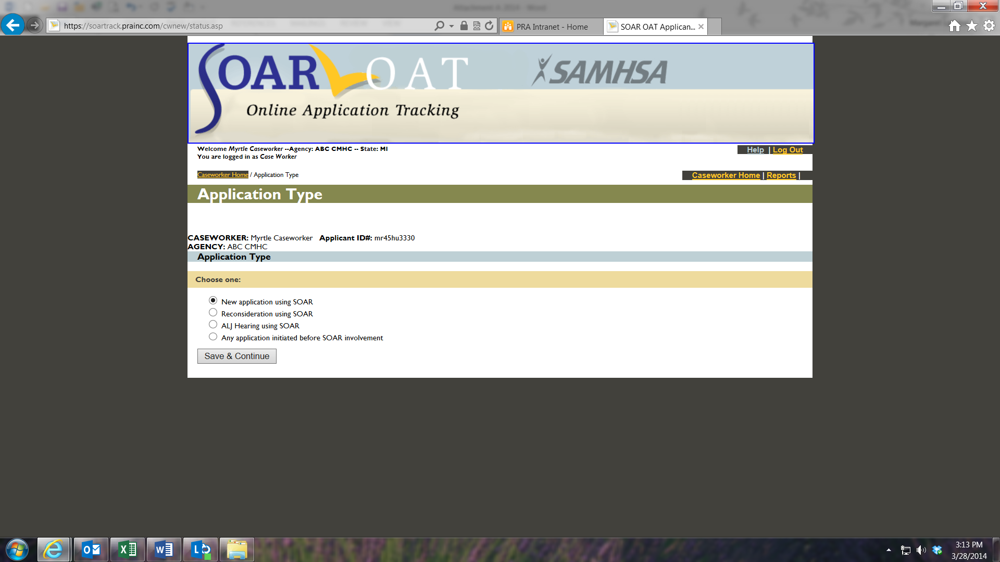 Attachment A 2014 - Word
https://soartrack.prainc.com/cwnew/status.asp
PRA Intranet - Home
SOAR OAT Applican...
SOAR OAT
SAMHSA
Online Application Tracking
Welcome Myrtle Caseworker --Agency: ABC CMHC -- State: MI
Help | Log Out
You are logged in as Case Worker
Caseworker Home / Application Type
Caseworker Home | Reports |
Application Type
CASEWORKER: Myrtle Caseworker Applicant ID#: mr45hu3330
AGENCY: ABC CMHC
Application Type
Choose one:
New application using SOAR
Reconsideration using SOAR
ALJ Hearing using SOAR
Any application initiated before SOAR involvement
Save & Continue
3:13 PM
3/28/2014